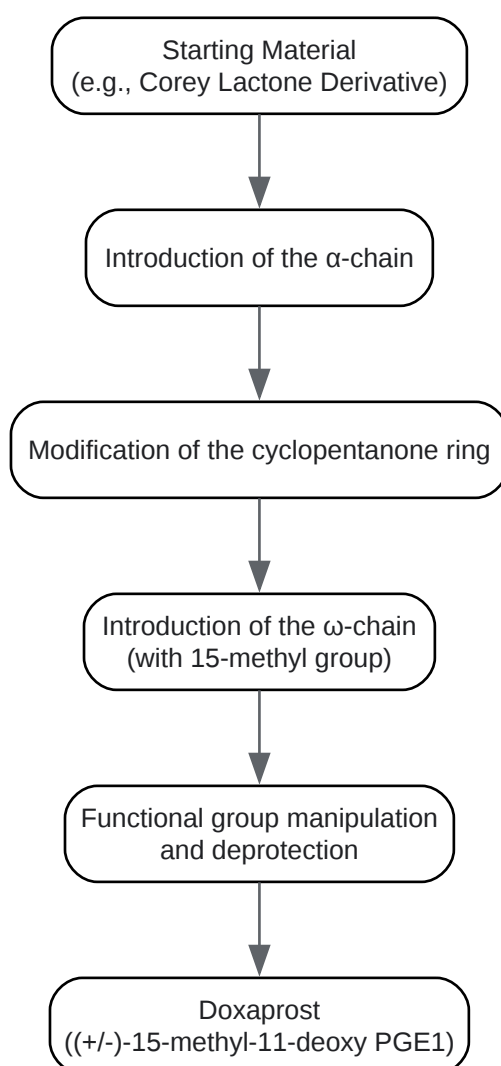 Starting Material
(e.g., Corey Lactone Derivative)
Introduction of the α-chain
Modification of the cyclopentanone ring
Introduction of the ω-chain
(with 15-methyl group)
Functional group manipulation
and deprotection
Doxaprost
((+/-)-15-methyl-11-deoxy PGE1)